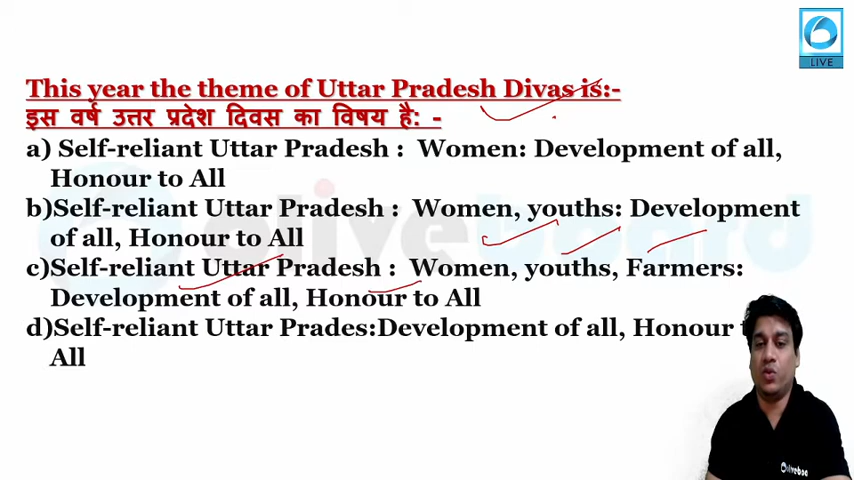 LIVE
This year the theme of Uttar Pradesh Divas is:-
इस वर्ष उत्तर प्रदेश दिवस का विषय है: -
a) Self-reliant Uttar Pradesh : Women: Development of all,
Honour to All
b)Self-reliant Uttar Pradesh : Women, youths: Development
of all, Honour to All
c)Self-reliant Uttar Pradesh : Women, youths, Farmers:
Development of all, Honour to All
d)Self-reliant Uttar Prades:Development of all, Honour
All
oliveboard